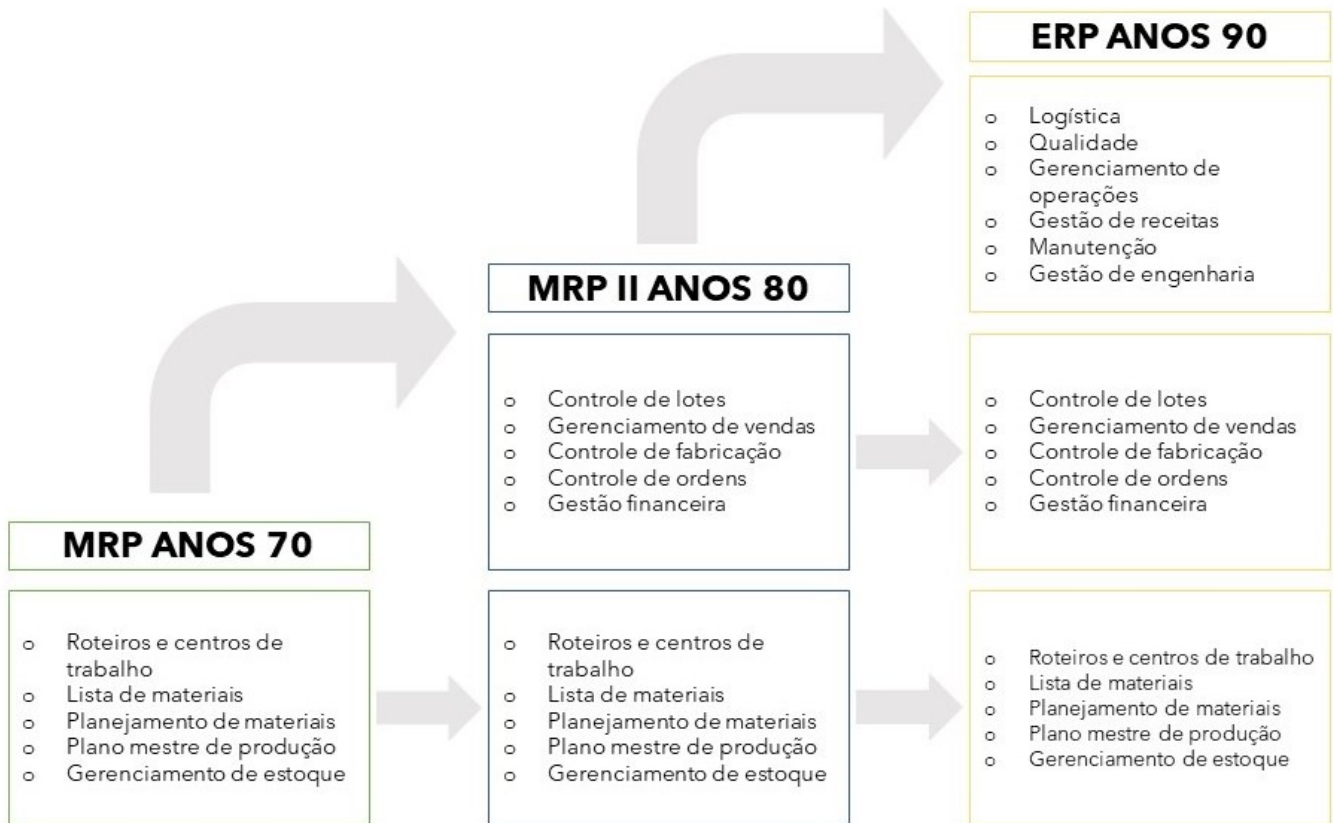 ERP ANOS 90
o Logística
o Qualidade
o Gerenciamento de
operações
o Gestão de receitas
o Manutenção
o Gestão de engenharia
MRP II ANOS 80
o Controle de lotes
o Gerenciamento de vendas
o Controle de fabricação
o Controle de ordens
o Gestão financeira
o Controle de lotes
o Gerenciamento de vendas
o Controle de fabricação
o Controle de ordens
o Gestão financeira
MRP ANOS 70
o Roteiros e centros de
trabalho
o Lista de materiais
o Planejamento de materiais
o Plano mestre de produção
o Gerenciamento de estoque
o Roteiros e centros de
trabalho
o Lista de materiais
o Planejamento de materiais
o Plano mestre de produção
o Gerenciamento de estoque
o Roteiros e centros de trabalho
o Lista de materiais
o Planejamento de materiais
o Plano mestre de produção
o Gerenciamento de estoque